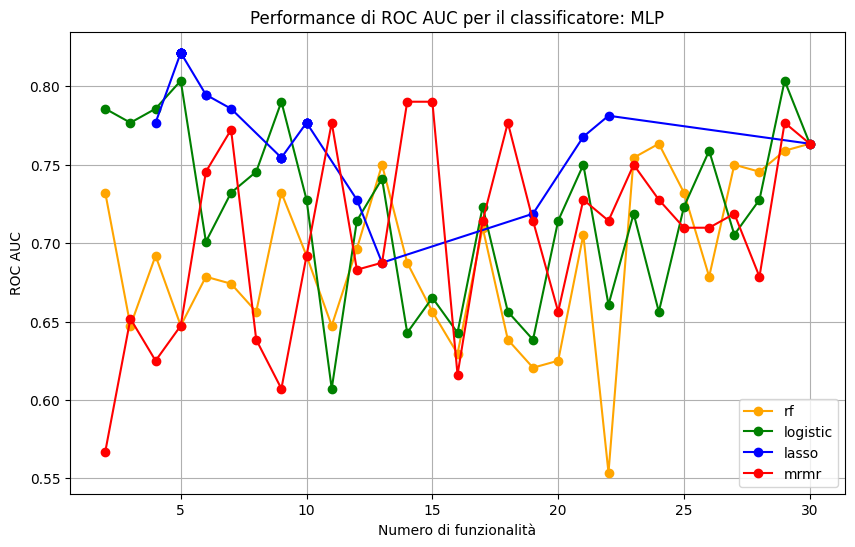 Performance di ROC AUC per il classificatore: MLP
ROC AUC
0.80
0.75
0.70
0.65
0.60
0.55
5 10 15 20 25 30
Numero di funzionalità
rf
logistic
lasso
mrmr